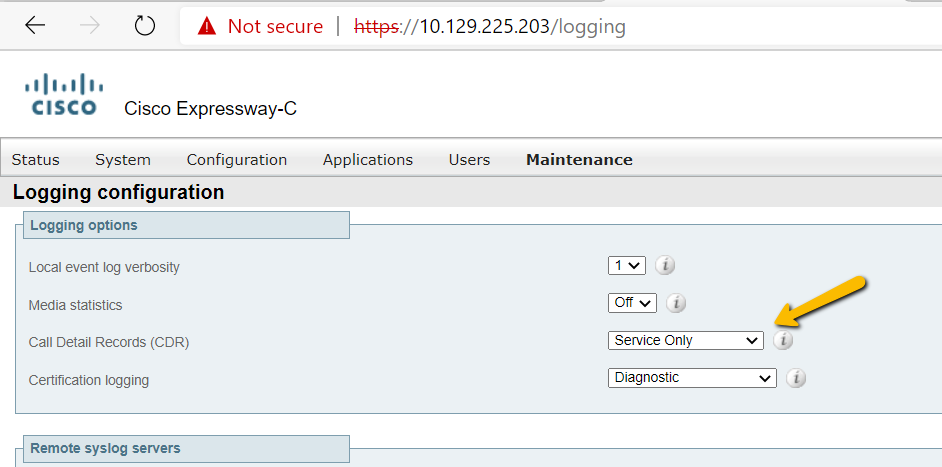 Not secure | https://10.129.225.203/logging
CISCO Cisco Expressway-C
Status System Configuration Applications Users Maintenance
Logging configuration
Logging options
Local event log verbosity 1
Media statistics Off
Call Detail Records (CDR) Service Only
Certification logging Diagnostic
Remote syslog servers